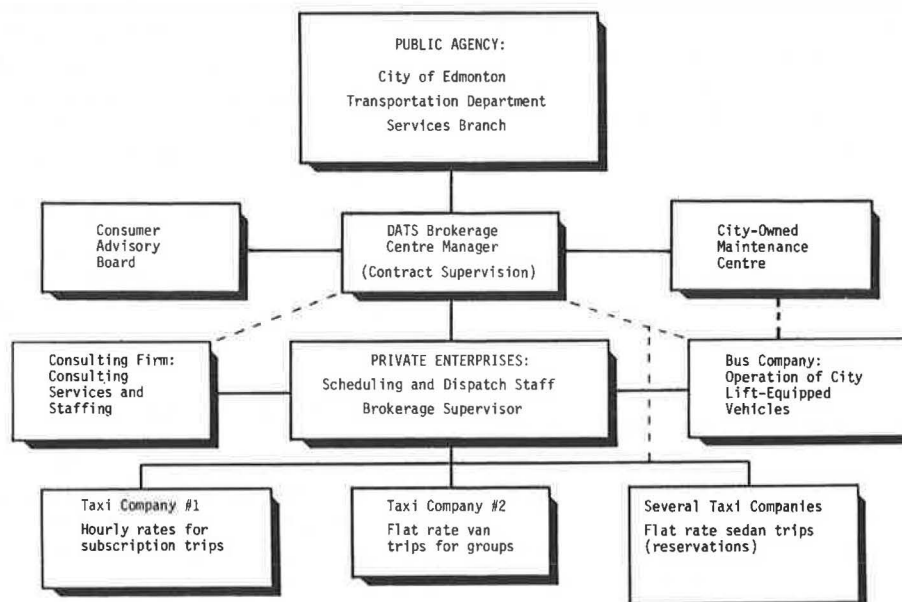 PUBLIC AGENCY:
City of Edmonton
Transportation Department
Services Branch
Consumer
Advisory
Board
DATS Brokerage
Centre Manager
(Contract Supervision)
City-Owned
Maintenance
Centre
Consulting Firm:
Consulting
Services and
Staffing
PRIVATE ENTERPRISES:
Scheduling and Dispatch Staff
Brokerage Supervisor
Bus Company:
Operation of City
Lift-Equipped
Vehicles
Taxi Company #1
Hourly rates for
subscription trips
Taxi Company #2
Flat rate van
trips for groups
Several Taxi Companies
Flat rate sedan trips
(reservations)